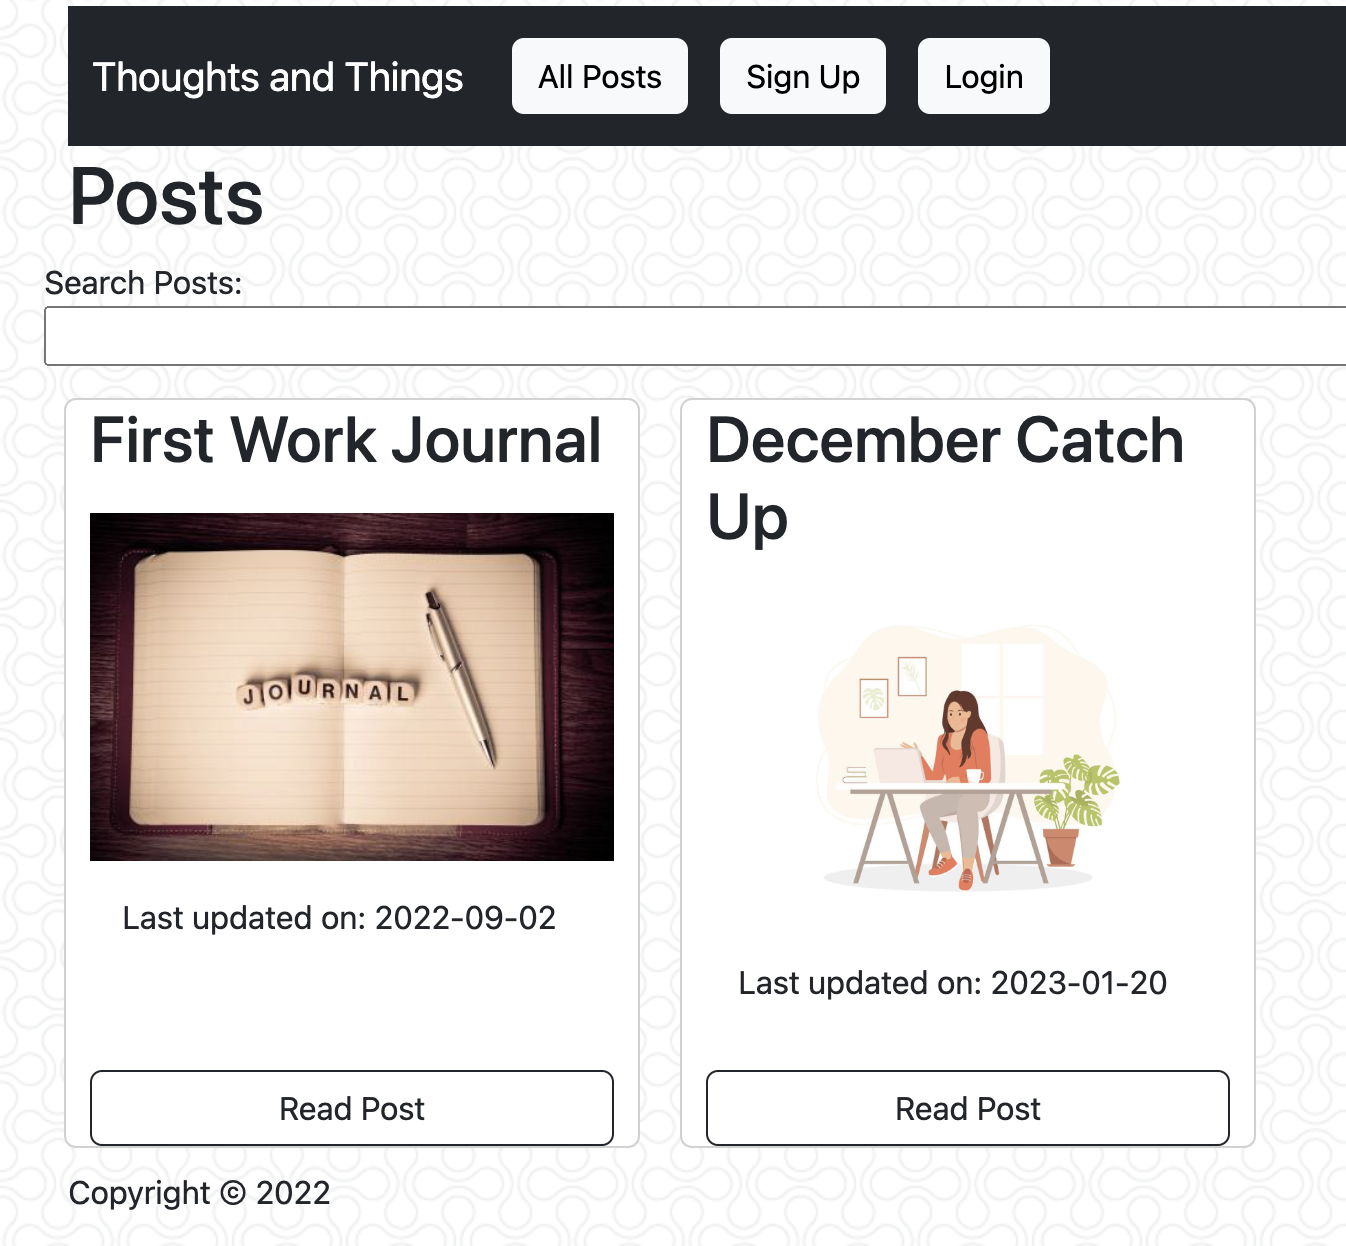 Thoughts and Things All Posts Sign Up Login
Posts
Search Posts:
First Work Journal
JOURNAL
Last updated on: 2022-09-02
Read Post
December Catch
Up
Last updated on: 2023-01-20
Read Post
Copyright © 2022